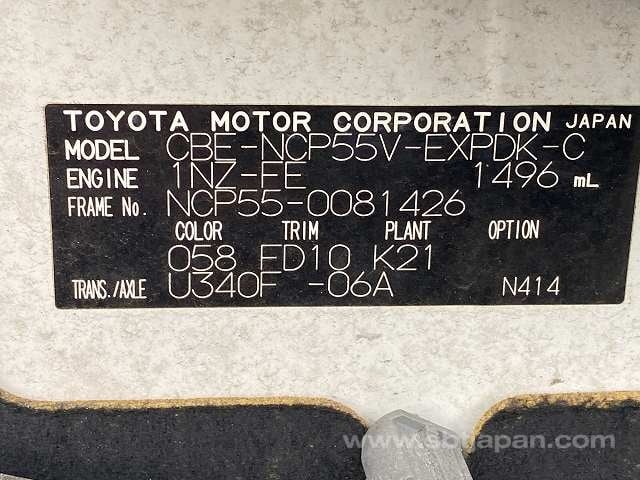 TOYOTA MOTOR CORPORATION JAPAN
MODEL CBE-NCP55V-EXPDK-C
ENGINE 1NZ-FE 1496 mL
FRAME No. NCP55-0081426
COLOR TRIM PLANT OPTION
058 FD10 K21
TRANS./AXLE U340F -06A N414
www.sbtjapan.com